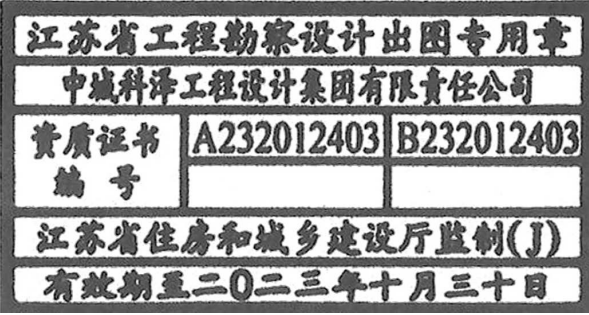 江苏省工程勘察设计出图专用章
中城科泽工程设计集团有限责任公司
资质证书
编号
A232012403 B232012403
江苏省住房和城乡建设厅监制(J)
有效期至二〇二三年十月三十日